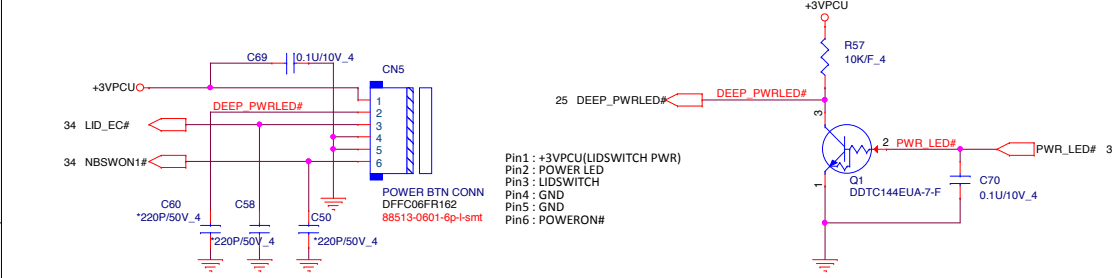 +3VPCU
R57
10K/F_4
C69
0.1U/10V_4
CN5
+3VPCU
1
DEEP_PWRLED#
2
34 LID_EC#
3
4
5
34 NBSWON1#
6
POWER BTN CONN
DFFC06FR162
88513-0601-6p-l-smt
C60
*220P/50V_4
C58
*220P/50V_4
C50
*220P/50V_4
25 DEEP_PWRLED#
DEEP_PWRLED#
3
2
PWR_LED#
PWR_LED# 3
1
Q1
DDTC144EUA-7-F
C70
0.1U/10V_4
Pin1 : +3VPCU(LIDSWITCH PWR)
Pin2 : POWER LED
Pin3 : LIDSWITCH
Pin4 : GND
Pin5 : GND
Pin6 : POWERON#